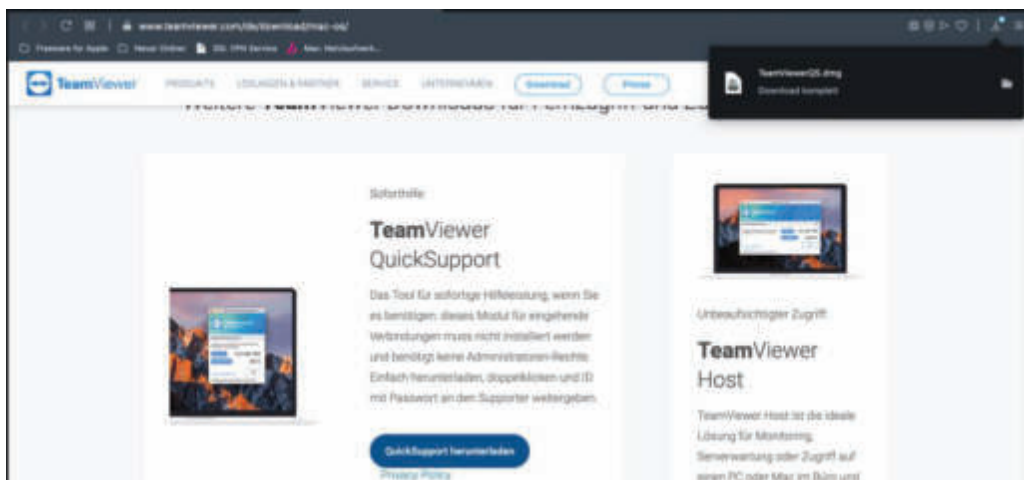 www.teamviewer.com/de/download/mac-os/
Freeware for Apple
SSL VPN Service
TeamViewer PRODUKTE LÖSUNGEN & PARTNER SERVICE UNTERNEHMEN Download
TeamViewerQS.dmg
Download komplett
Weitere TeamViewer Downloads für Fernzugriff und
Soforthilfe
TeamViewer
QuickSupport
Das Tool für sofortige Hilfeleistung, wenn Sie
es benötigen: dieses Modul für eingehende
Verbindungen muss nicht installiert werden
und benötigt keine Administratoren-Rechte.
Einfach herunterladen, doppelklicken und ID
mit Passwort an den Supporter weitergeben.
QuickSupport herunterladen
Privacy Policy
Unbeaufsichtigter Zugriff
TeamViewer
Host
TeamViewer Host ist die ideale
Lösung für Monitoring,
Serverwartung oder Zugriff auf
einen PC oder Mac im Büro und